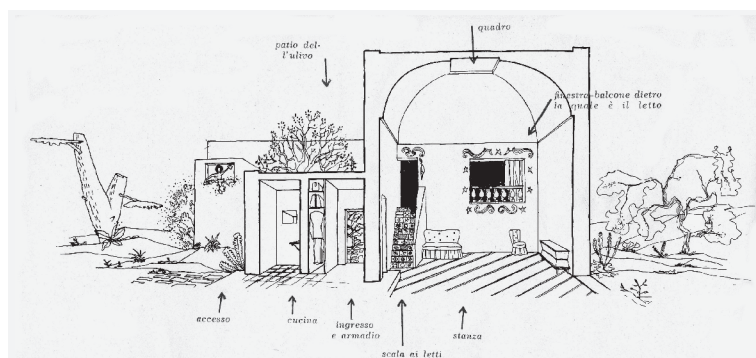 quadro
patio del-
l'ulivo
finestra-balcone dietro
la quale è il letto
accesso
cucina
ingresso
e armadio
scala ai letti
stanza